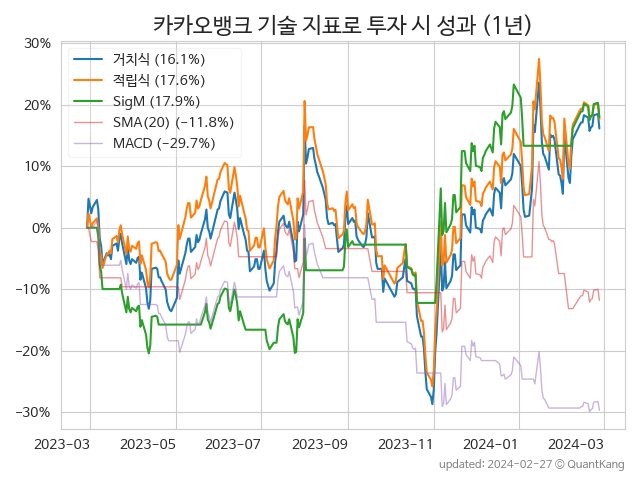 카카오뱅크 기술 지표로 투자 시 성과 (1년)
30%
20%
10%
0%
−10%
−20%
−30%
거치식 (16.1%)
적립식 (17.6%)
SigM (17.9%)
SMA(20) (−11.8%)
MACD (−29.7%)
2023-03 2023-05 2023-07 2023-09 2023-11 2024-01 2024-03
updated: 2024-02-27 © QuantKang